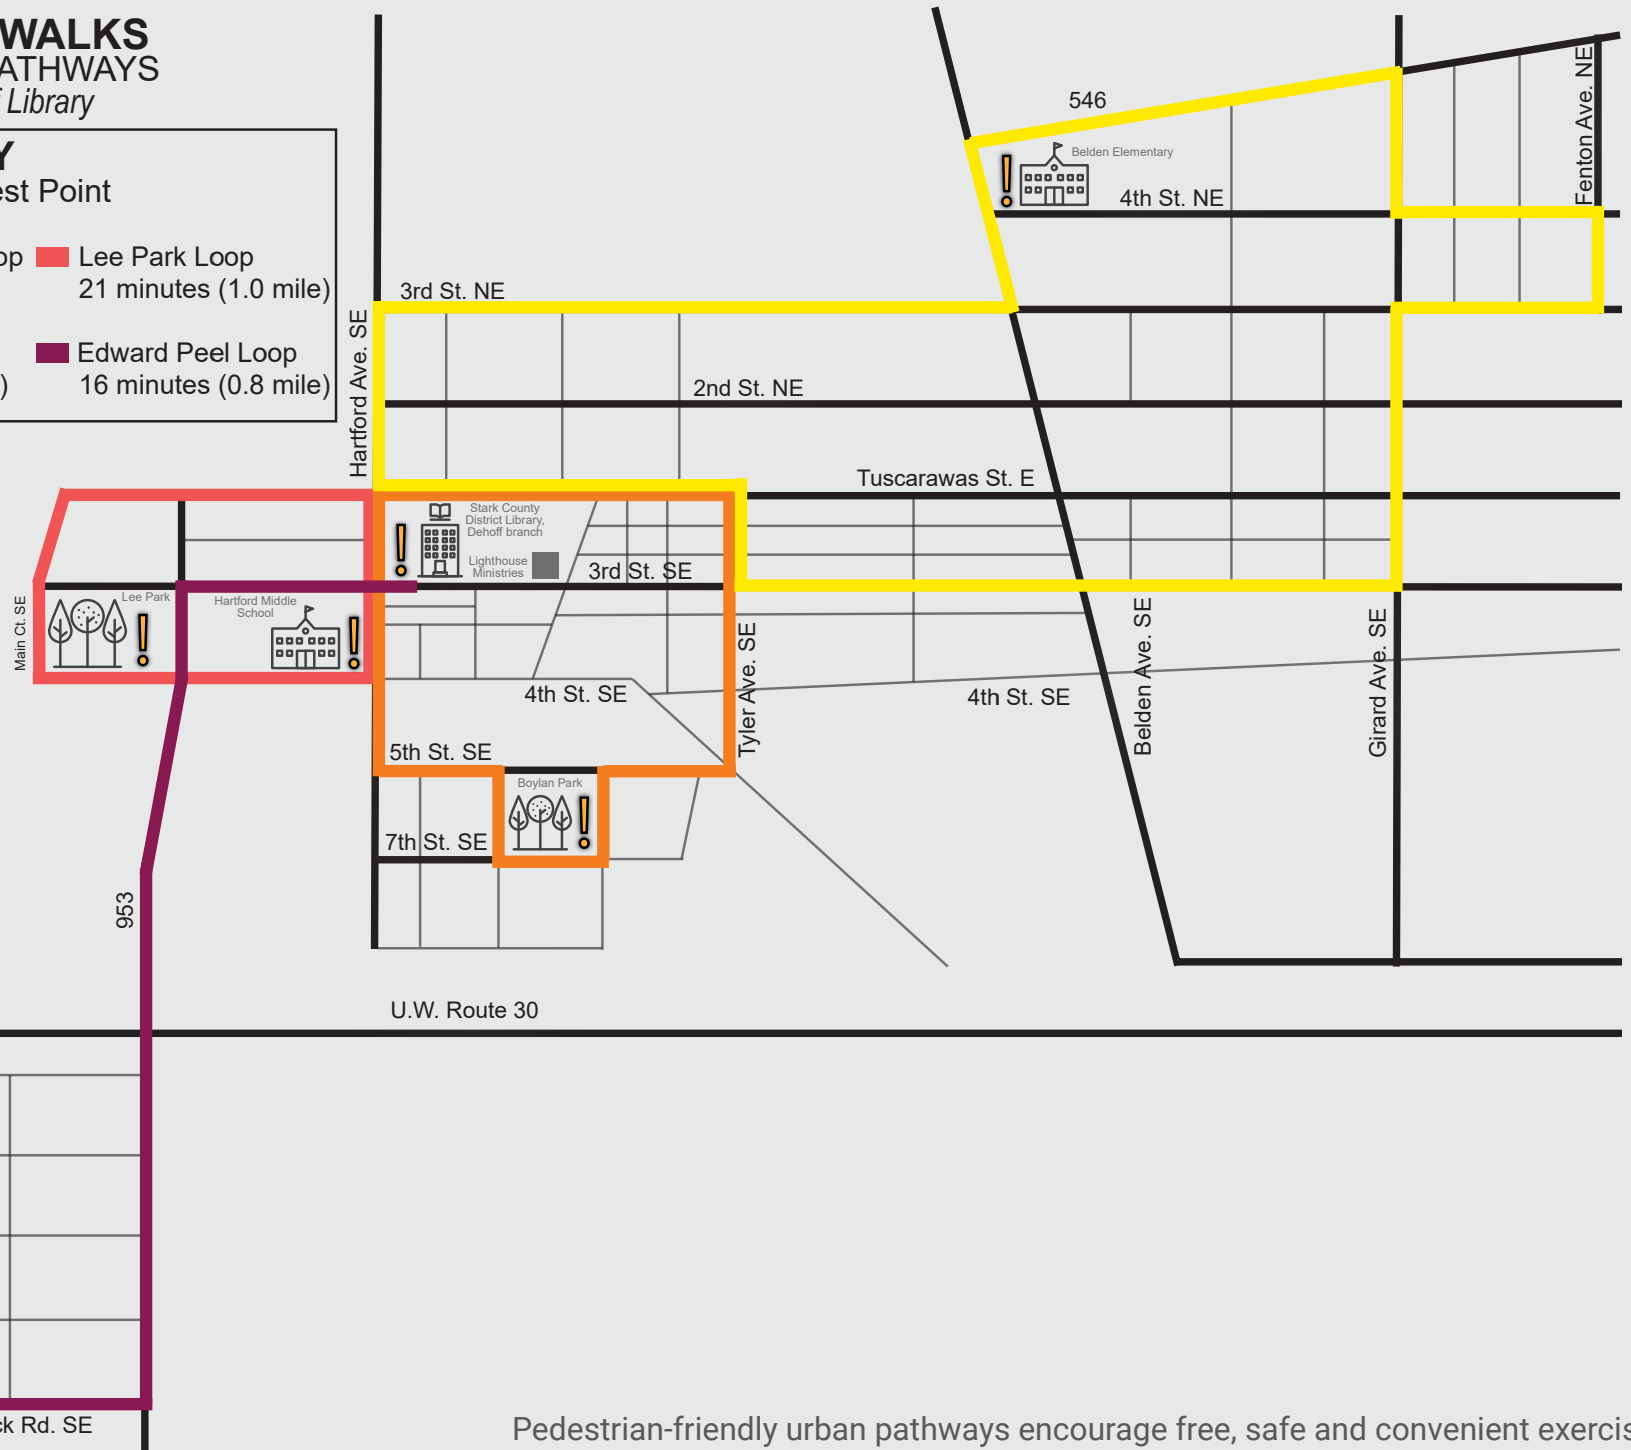 WALKS
ATHWAYS
Library
Y
est Point
op
Lee Park Loop
21 minutes (1.0 mile)
Edward Peel Loop
)
16 minutes (0.8 mile)
546
Fenton Ave. NE
Belden Elementary
4th St. NE
3rd St. NE
Hartford Ave. SE
2nd St. NE
Tuscarawas St. E
Stark County
District Library,
Dehoff branch
Lighthouse
Ministries
3rd St. SE
Main Ct. SE
Lee Park
Hartford Middle
School
4th St. SE
Tyler Ave. SE
4th St. SE
Belden Ave. SE
Girard Ave. SE
5th St. SE
Boylan Park
7th St. SE
953
U.W. Route 30
ck Rd. SE
Pedestrian-friendly urban pathways encourage free, safe and convenient exercis